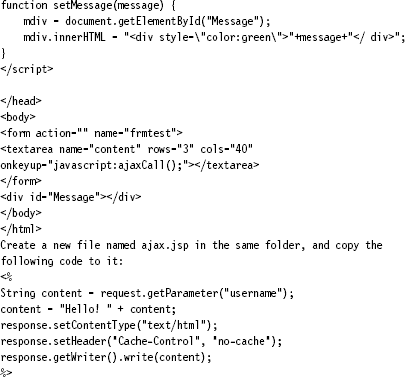 function setMessage(message) {
mdiv = document.getElementById("Message");
mdiv.innerHTML = "<div style=\"color:green\">"+message+"</ div>";
}
</script>
</head>
<body>
<form action="" name="frmtest">
<textarea name="content" rows="3" cols="40"
onkeyup="javascript:ajaxCall();"></textarea>
</form>
<div id="Message"></div>
</body>
</html>
Create a new file named ajax.jsp in the same folder, and copy the
following code to it:
<%
String content = request.getParameter("username");
content = "Hello! " + content;
response.setContentType("text/html");
response.setHeader("Cache-Control", "no-cache");
response.getWriter().write(content);
%>